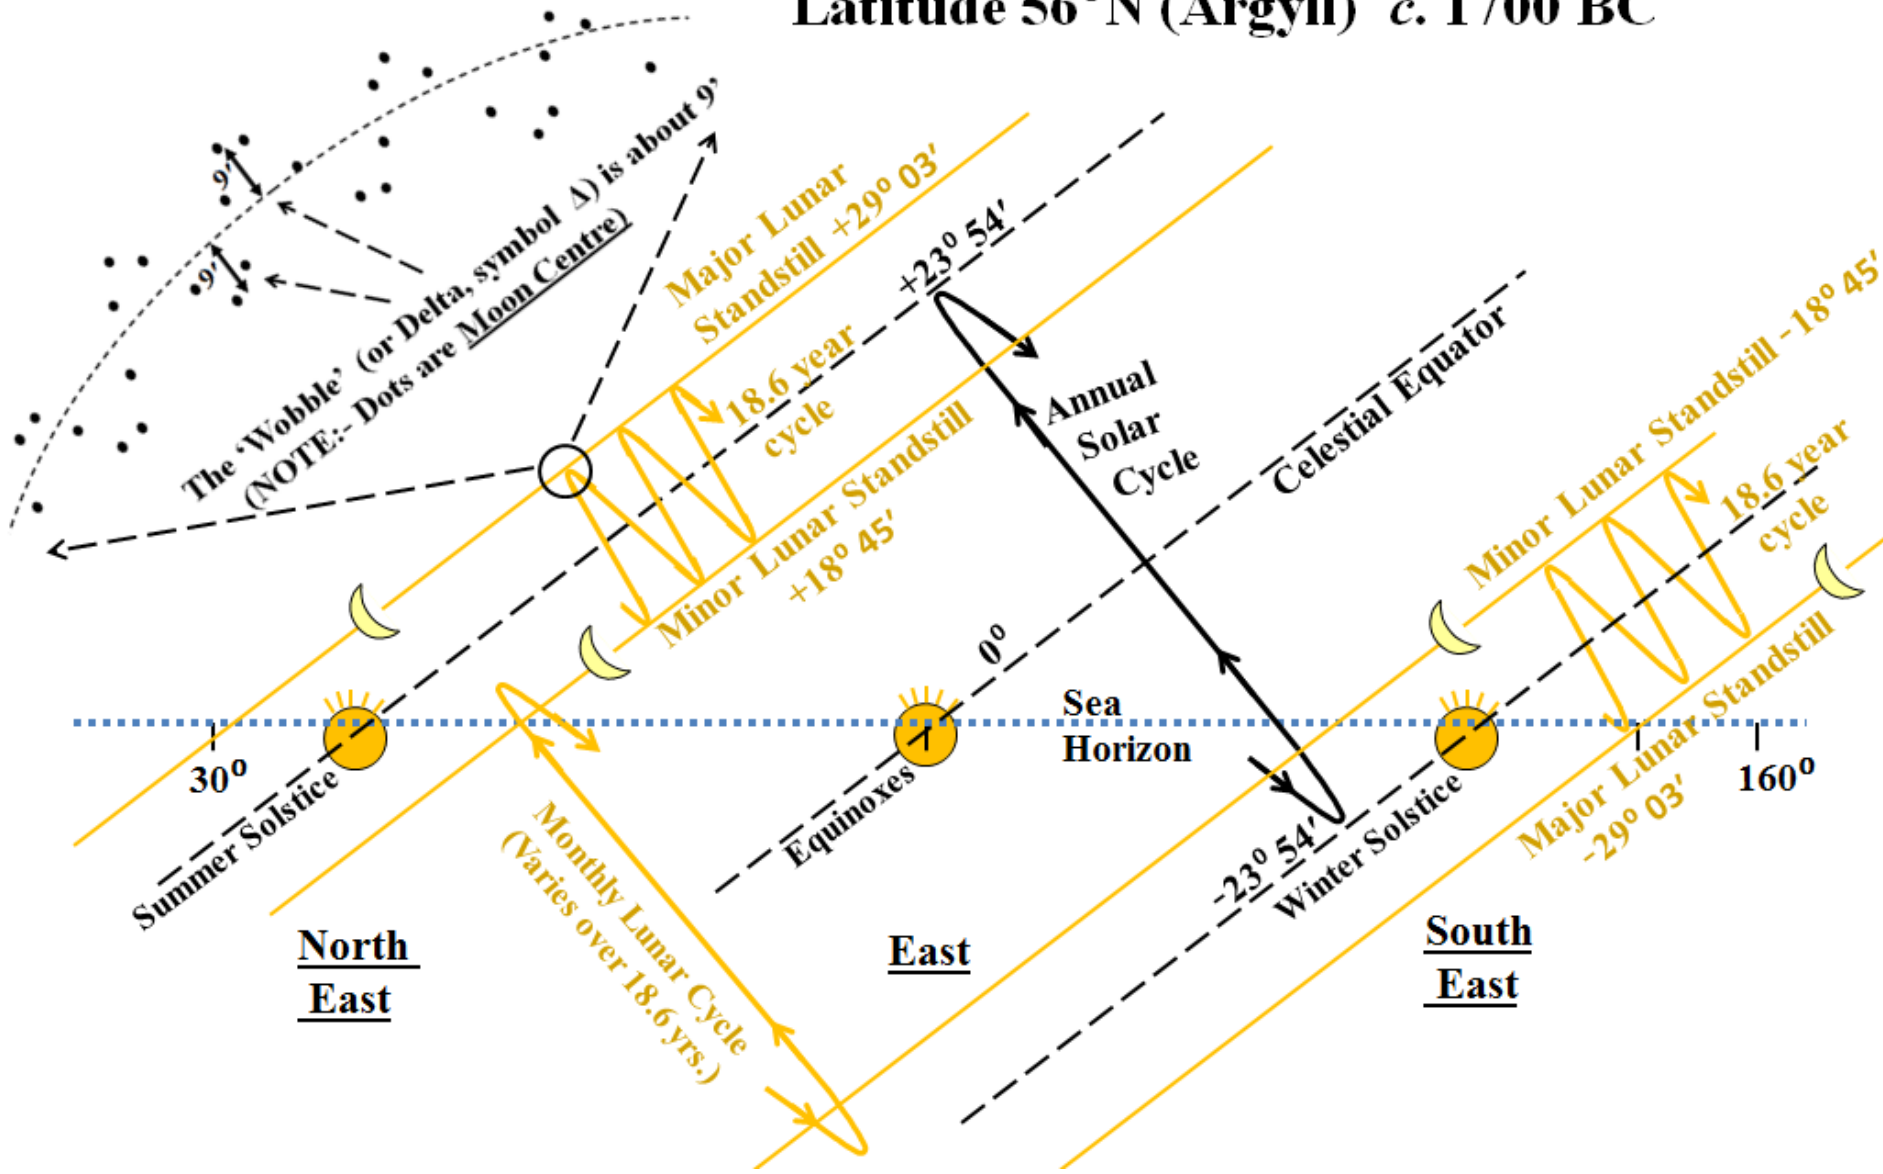 Latitude 56°N (Argyll) c. 1700 BC
9'
9'
The 'Wobble' (or Delta, symbol Δ) is about 9'
(NOTE:- Dots are Moon Centre)
Major Lunar
Standstill +29° 03'
18.6 year
cycle
Minor Lunar Standstill
+18° 45'
+23° 54'
Annual
Solar
Cycle
Celestial Equator
0°
Minor Lunar Standstill -18° 45'
18.6 year
cycle
Major Lunar Standstill
-29° 03'
Sea
Horizon
30°
160°
Summer Solstice
Equinoxes
-23° 54'
Winter Solstice
Monthly Lunar Cycle
(Varies over 18.6 yrs.)
North
East
East
South
East